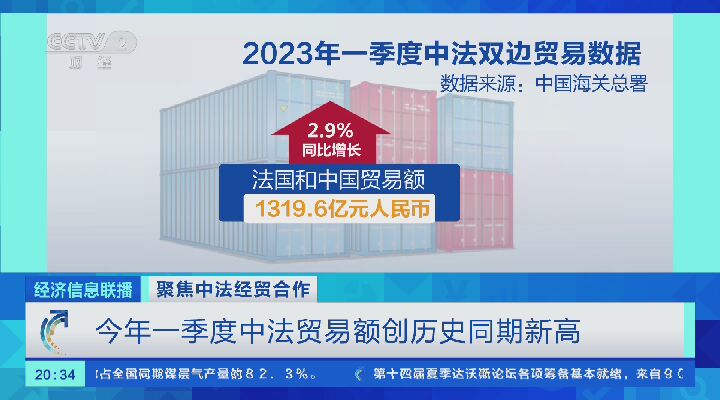 CCTV 2
财经
2023年一季度中法双边贸易数据
数据来源：中国海关总署
2.9%
同比增长
法国和中国贸易额
1319.6亿元人民币
经济信息联播
聚焦中法经贸合作
今年一季度中法贸易额创历史同期新高
20:34
占全国同期煤层气产量的82.3%。
第十四届夏季达沃斯论坛各项筹备基本就绪，来自90